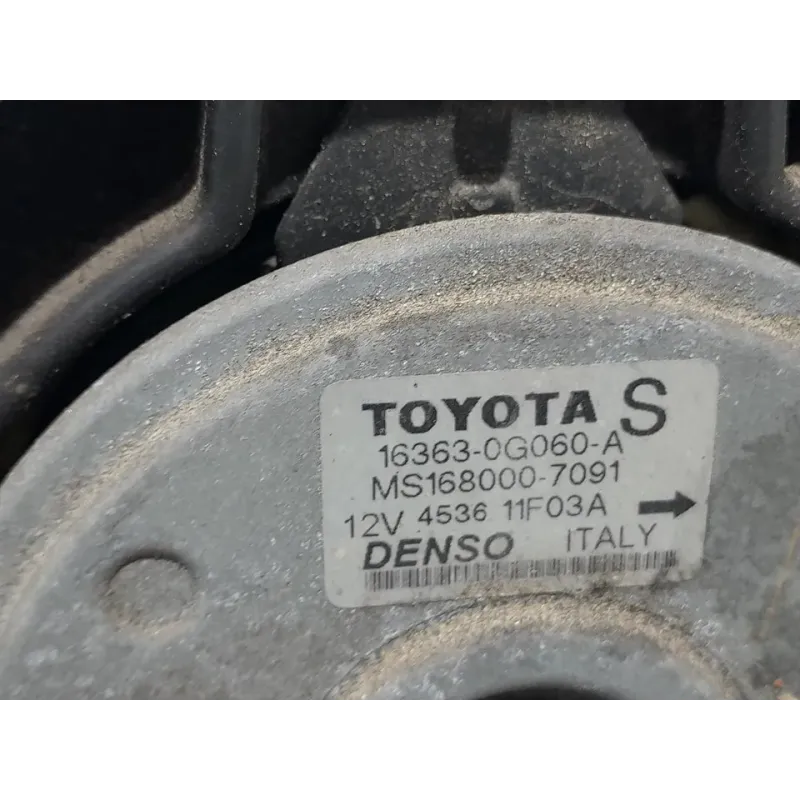 TOYOTA S
16363-0G060-A
MS168000-7091
12V 4536 11F03A
DENSO ITALY